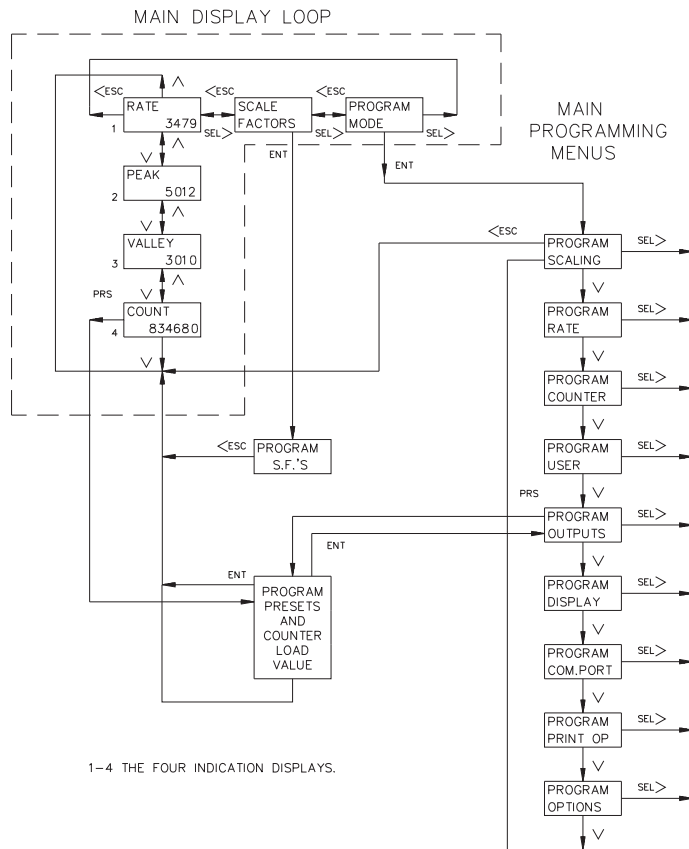 MAIN DISPLAY LOOP
<ESC
<ESC
<ESC
RATE
3479
1
SEL>
SCALE
FACTORS
SEL>
PROGRAM
MODE
SEL>
ENT
ENT
MAIN
PROGRAMMING
MENUS
PEAK
5012
2
VALLEY
3010
3
PRS
COUNT
834680
4
<ESC
PROGRAM
SCALING
SEL>
PROGRAM
RATE
SEL>
PROGRAM
COUNTER
SEL>
<ESC
PROGRAM
S.F.'S
PROGRAM
USER
SEL>
PRS
PROGRAM
OUTPUTS
SEL>
ENT
ENT
PROGRAM
PRESETS
AND
COUNTER
LOAD
VALUE
PROGRAM
DISPLAY
SEL>
PROGRAM
COM.PORT
SEL>
PROGRAM
PRINT OP
SEL>
PROGRAM
OPTIONS
SEL>
1-4 THE FOUR INDICATION DISPLAYS.